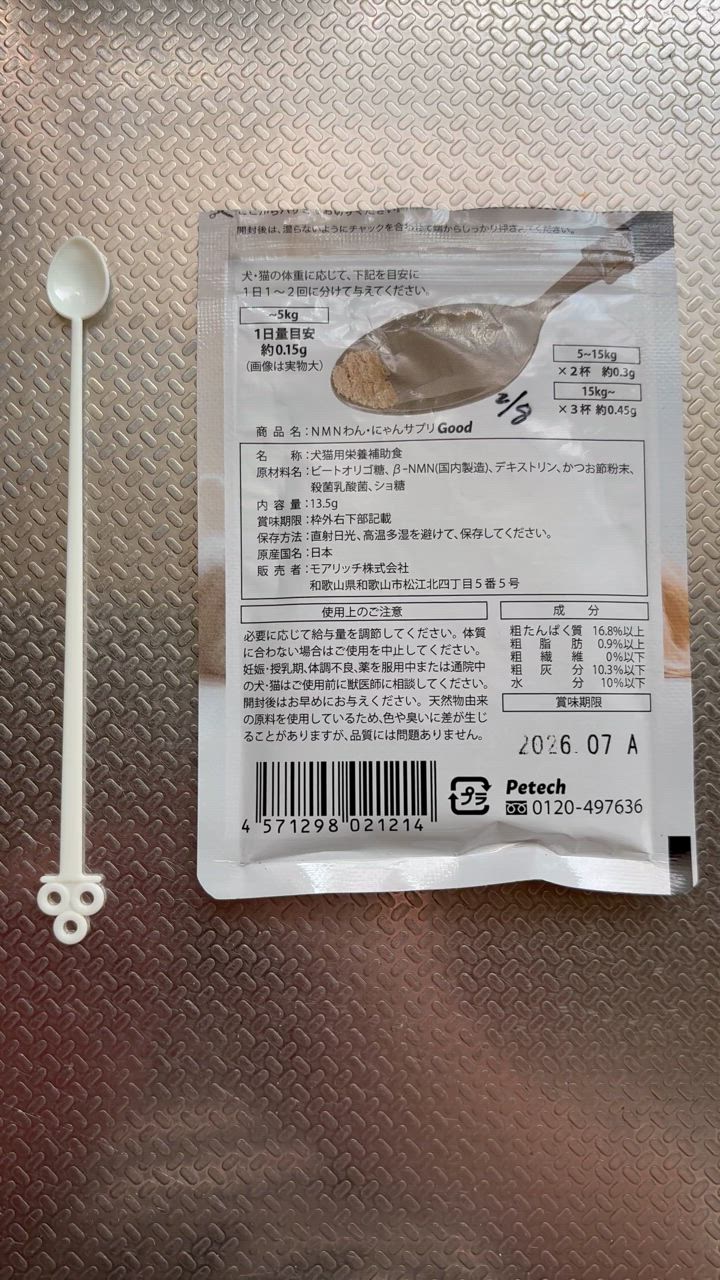 開封後は、湿らないようにチャックを合わせて端からしっかり押さえてください。
犬・猫の体重に応じて、下記を目安に
1日1～2回に分けて与えてください。
~5kg
1日量目安
約0.15g
(画像は実物大)
5~15kg
×2杯 約0.3g
15kg~
×3杯 約0.45g
2/8
商品名:NMNわん・にゃんサプリGood
名称:犬猫用栄養補助食
原材料名:ビートオリゴ糖、β-NMN(国内製造)、デキストリン、かつお節粉末、
殺菌乳酸菌、ショ糖
内容量:13.5g
賞味期限:枠外右下部記載
保存方法:直射日光、高温多湿を避けて、保存してください。
原産国名:日本
販売者:モアリッチ株式会社
和歌山県和歌山市松江北四丁目5番5号
使用上のご注意
必要に応じて給与量を調節してください。体質
に合わない場合はご使用を中止してください。
妊娠・授乳期、体調不良、薬を服用中または通院中
の犬・猫はご使用前に獣医師に相談してください。
開封後はお早めにお与えください。天然物由来
の原料を使用しているため、色や臭いに差が生じ
ることがありますが、品質には問題ありません。
成分
粗たんぱく質 16.8%以上
粗脂肪 0.9%以上
粗繊維 0%以下
粗灰分 10.3%以下
水分 10%以下
賞味期限
2026.07 A
4 571298 021214
プラ
Petech
0120-497636